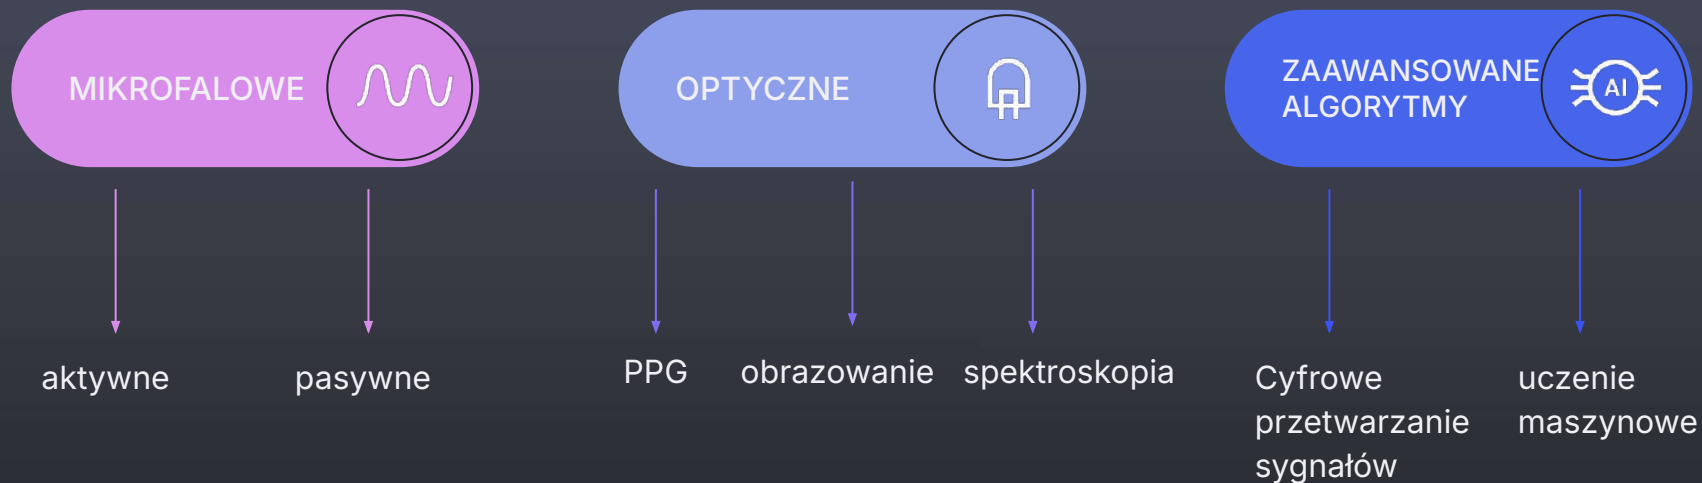 MIKROFALOWE
OPTYCZNE
ZAAWANSOWANE
ALGORYTMY
AI
aktywne
pasywne
PPG
obrazowanie
spektroskopia
Cyfrowe
przetwarzanie
sygnałów
uczenie
maszynowe